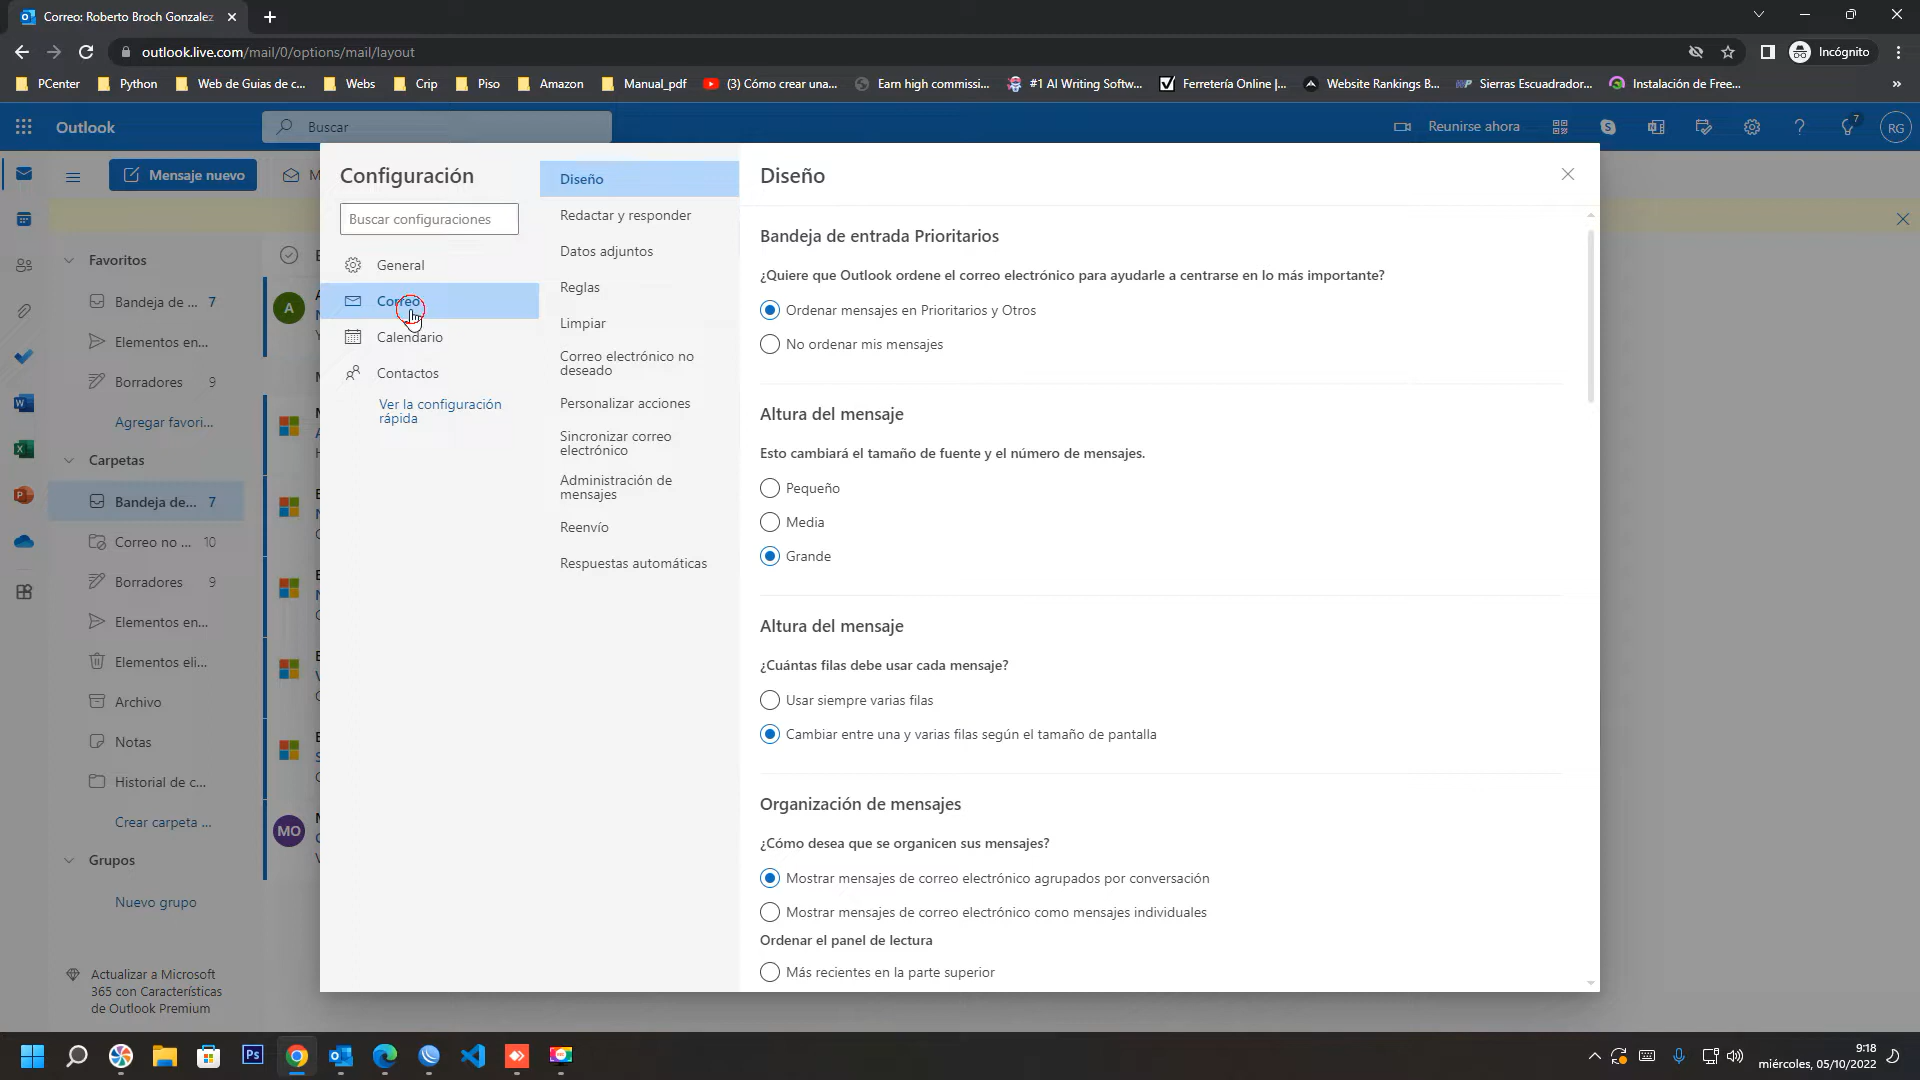 Correo: Roberto Broch Gonzalez
outlook.live.com/mail/0/options/mail/layout
Incógnito
PCenter
Python
Web de Guias de c...
Webs
Crip
Piso
Amazon
Manual_pdf
(3) Cómo crear una...
Earn high commissi...
#1 AI Writing Softw...
Ferretería Online |...
Website Rankings B...
Sierras Escuadrador...
Instalación de Free...
»
Outlook
Buscar
Reunirse ahora
7
RG
Mensaje nuevo
M
Favoritos
Bandeja de ... 7
Elementos en...
Borradores 9
Agregar favori...
Carpetas
Bandeja de... 7
Correo no ... 10
Borradores 9
Elementos en...
Elementos eli...
Archivo
Notas
Historial de c...
Crear carpeta ...
Grupos
Nuevo grupo
Actualizar a Microsoft
365 con Características
de Outlook Premium
A
MO
Configuración
Buscar configuraciones
General
Correo
Calendario
Contactos
Ver la configuración
rápida
Diseño
Redactar y responder
Datos adjuntos
Reglas
Limpiar
Correo electrónico no
deseado
Personalizar acciones
Sincronizar correo
electrónico
Administración de
mensajes
Reenvío
Respuestas automáticas
Diseño
Bandeja de entrada Prioritarios
¿Quiere que Outlook ordene el correo electrónico para ayudarle a centrarse en lo más importante?
Ordenar mensajes en Prioritarios y Otros
No ordenar mis mensajes
Altura del mensaje
Esto cambiará el tamaño de fuente y el número de mensajes.
Pequeño
Media
Grande
Altura del mensaje
¿Cuántas filas debe usar cada mensaje?
Usar siempre varias filas
Cambiar entre una y varias filas según el tamaño de pantalla
Organización de mensajes
¿Cómo desea que se organicen sus mensajes?
Mostrar mensajes de correo electrónico agrupados por conversación
Mostrar mensajes de correo electrónico como mensajes individuales
Ordenar el panel de lectura
Más recientes en la parte superior
Ps
9:18
miércoles, 05/10/2022